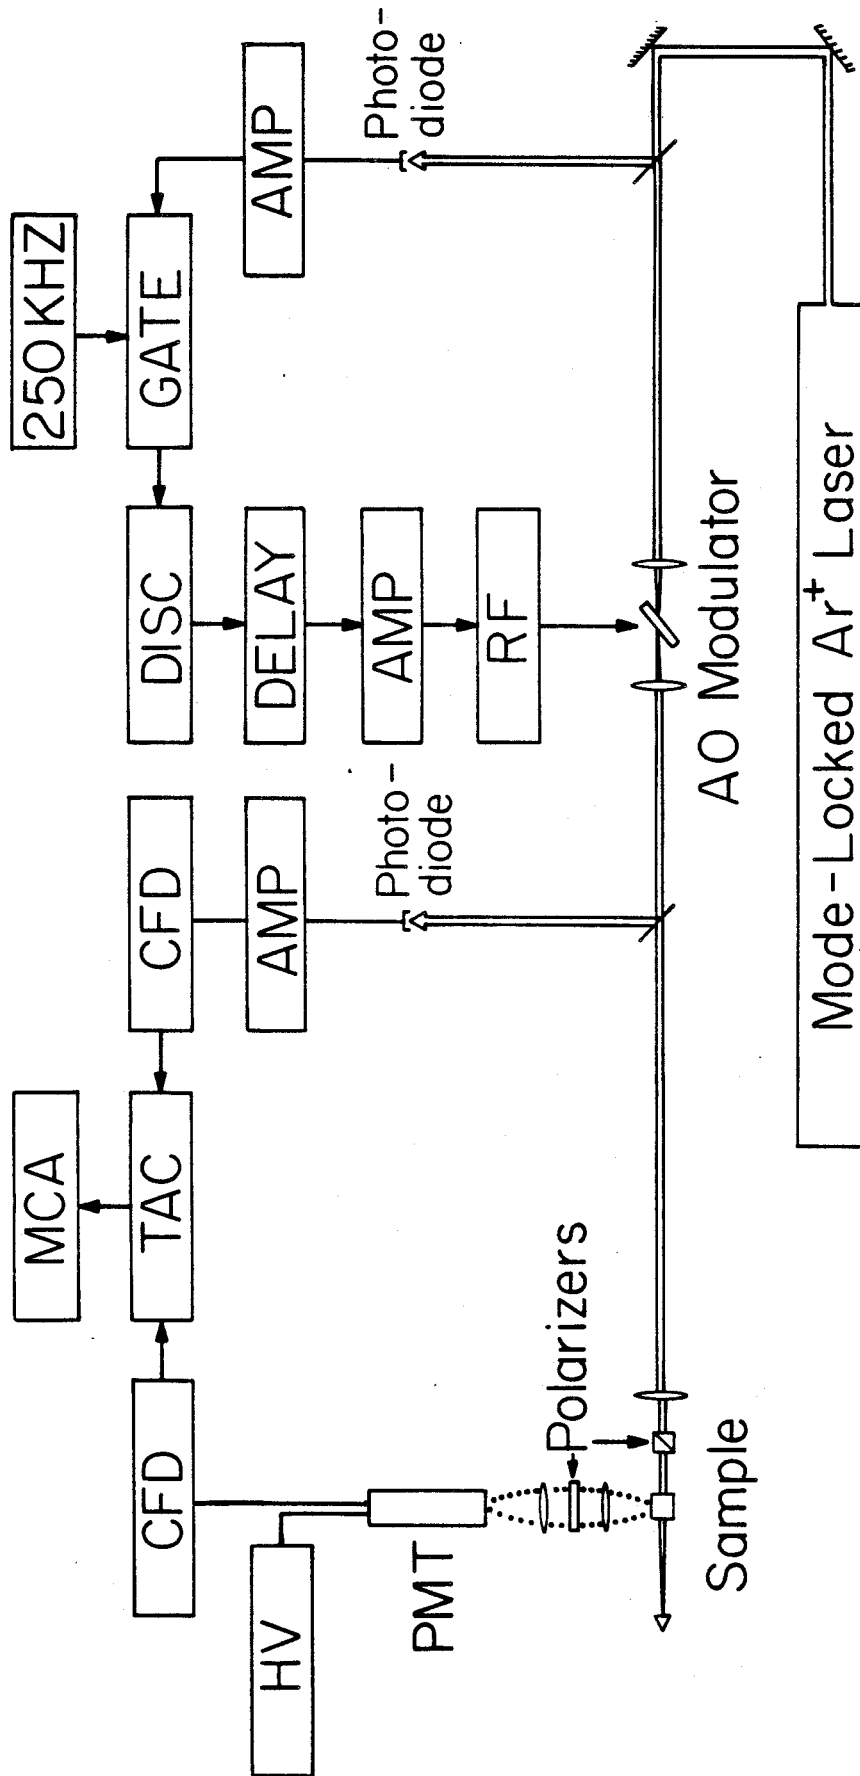 250 KHZ
GATE
AMP
Photo-
diode
DISC
DELAY
AMP
RF
AO Modulator
CFD
AMP
Photo-
diode
MCA
TAC
CFD
HV
PMT
Polarizers
Sample
Mode-Locked Ar+ Laser